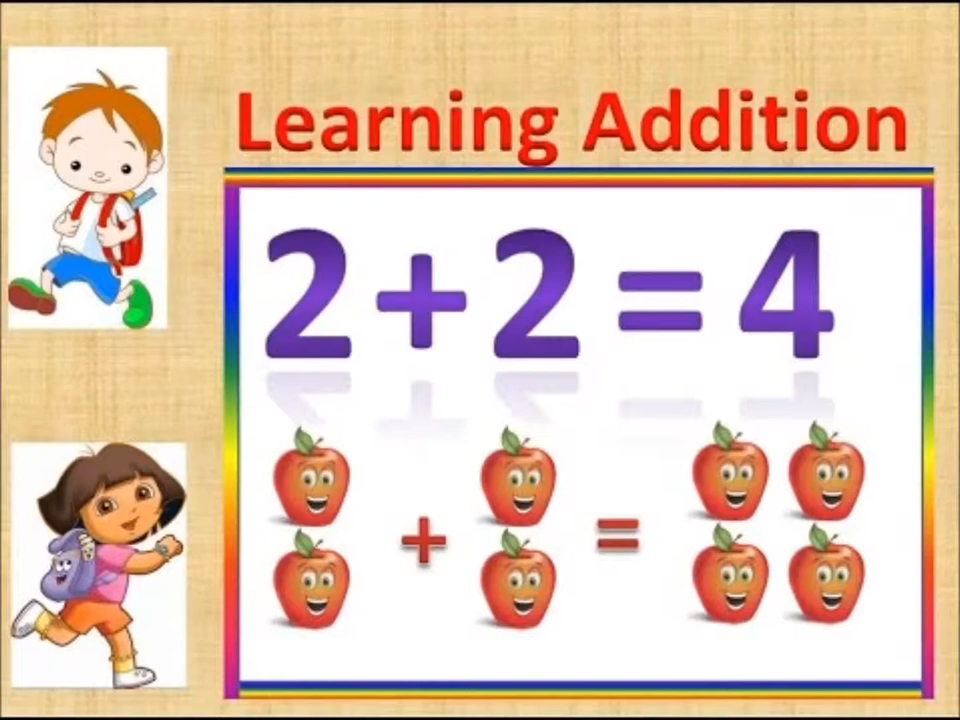 Learning Addition
2+2=4
+ =